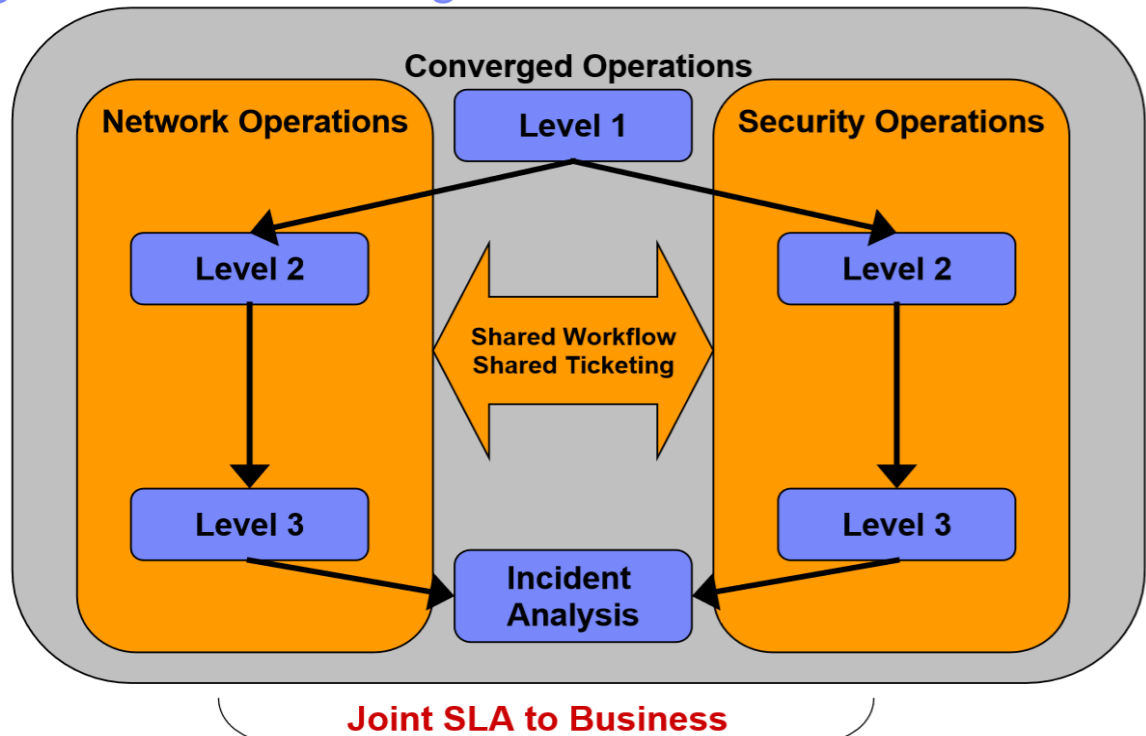 Converged Operations
Network Operations
Level 1
Security Operations
Level 2
Level 2
Shared Workflow
Shared Ticketing
Level 3
Level 3
Incident
Analysis
Joint SLA to Business